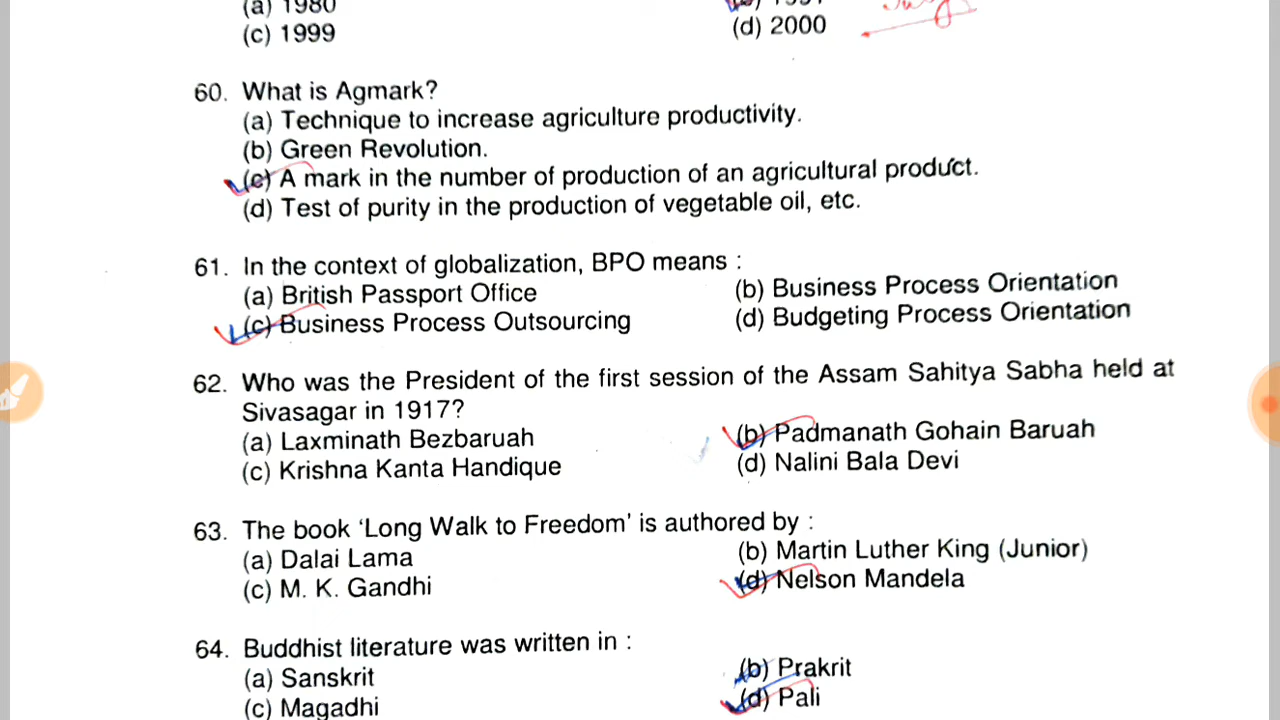 (a) 1980
(c) 1999
(d) 2000
60. What is Agmark?
(a) Technique to increase agriculture productivity.
(b) Green Revolution.
(c) A mark in the number of production of an agricultural product.
(d) Test of purity in the production of vegetable oil, etc.
61. In the context of globalization, BPO means :
(a) British Passport Office
(b) Business Process Orientation
(c) Business Process Outsourcing
(d) Budgeting Process Orientation
62. Who was the President of the first session of the Assam Sahitya Sabha held at
Sivasagar in 1917?
(a) Laxminath Bezbaruah
(b) Padmanath Gohain Baruah
(c) Krishna Kanta Handique
(d) Nalini Bala Devi
63. The book ‘Long Walk to Freedom’ is authored by :
(a) Dalai Lama
(b) Martin Luther King (Junior)
(c) M. K. Gandhi
(d) Nelson Mandela
64. Buddhist literature was written in :
(a) Sanskrit
(b) Prakrit
(c) Magadhi
(d) Pali